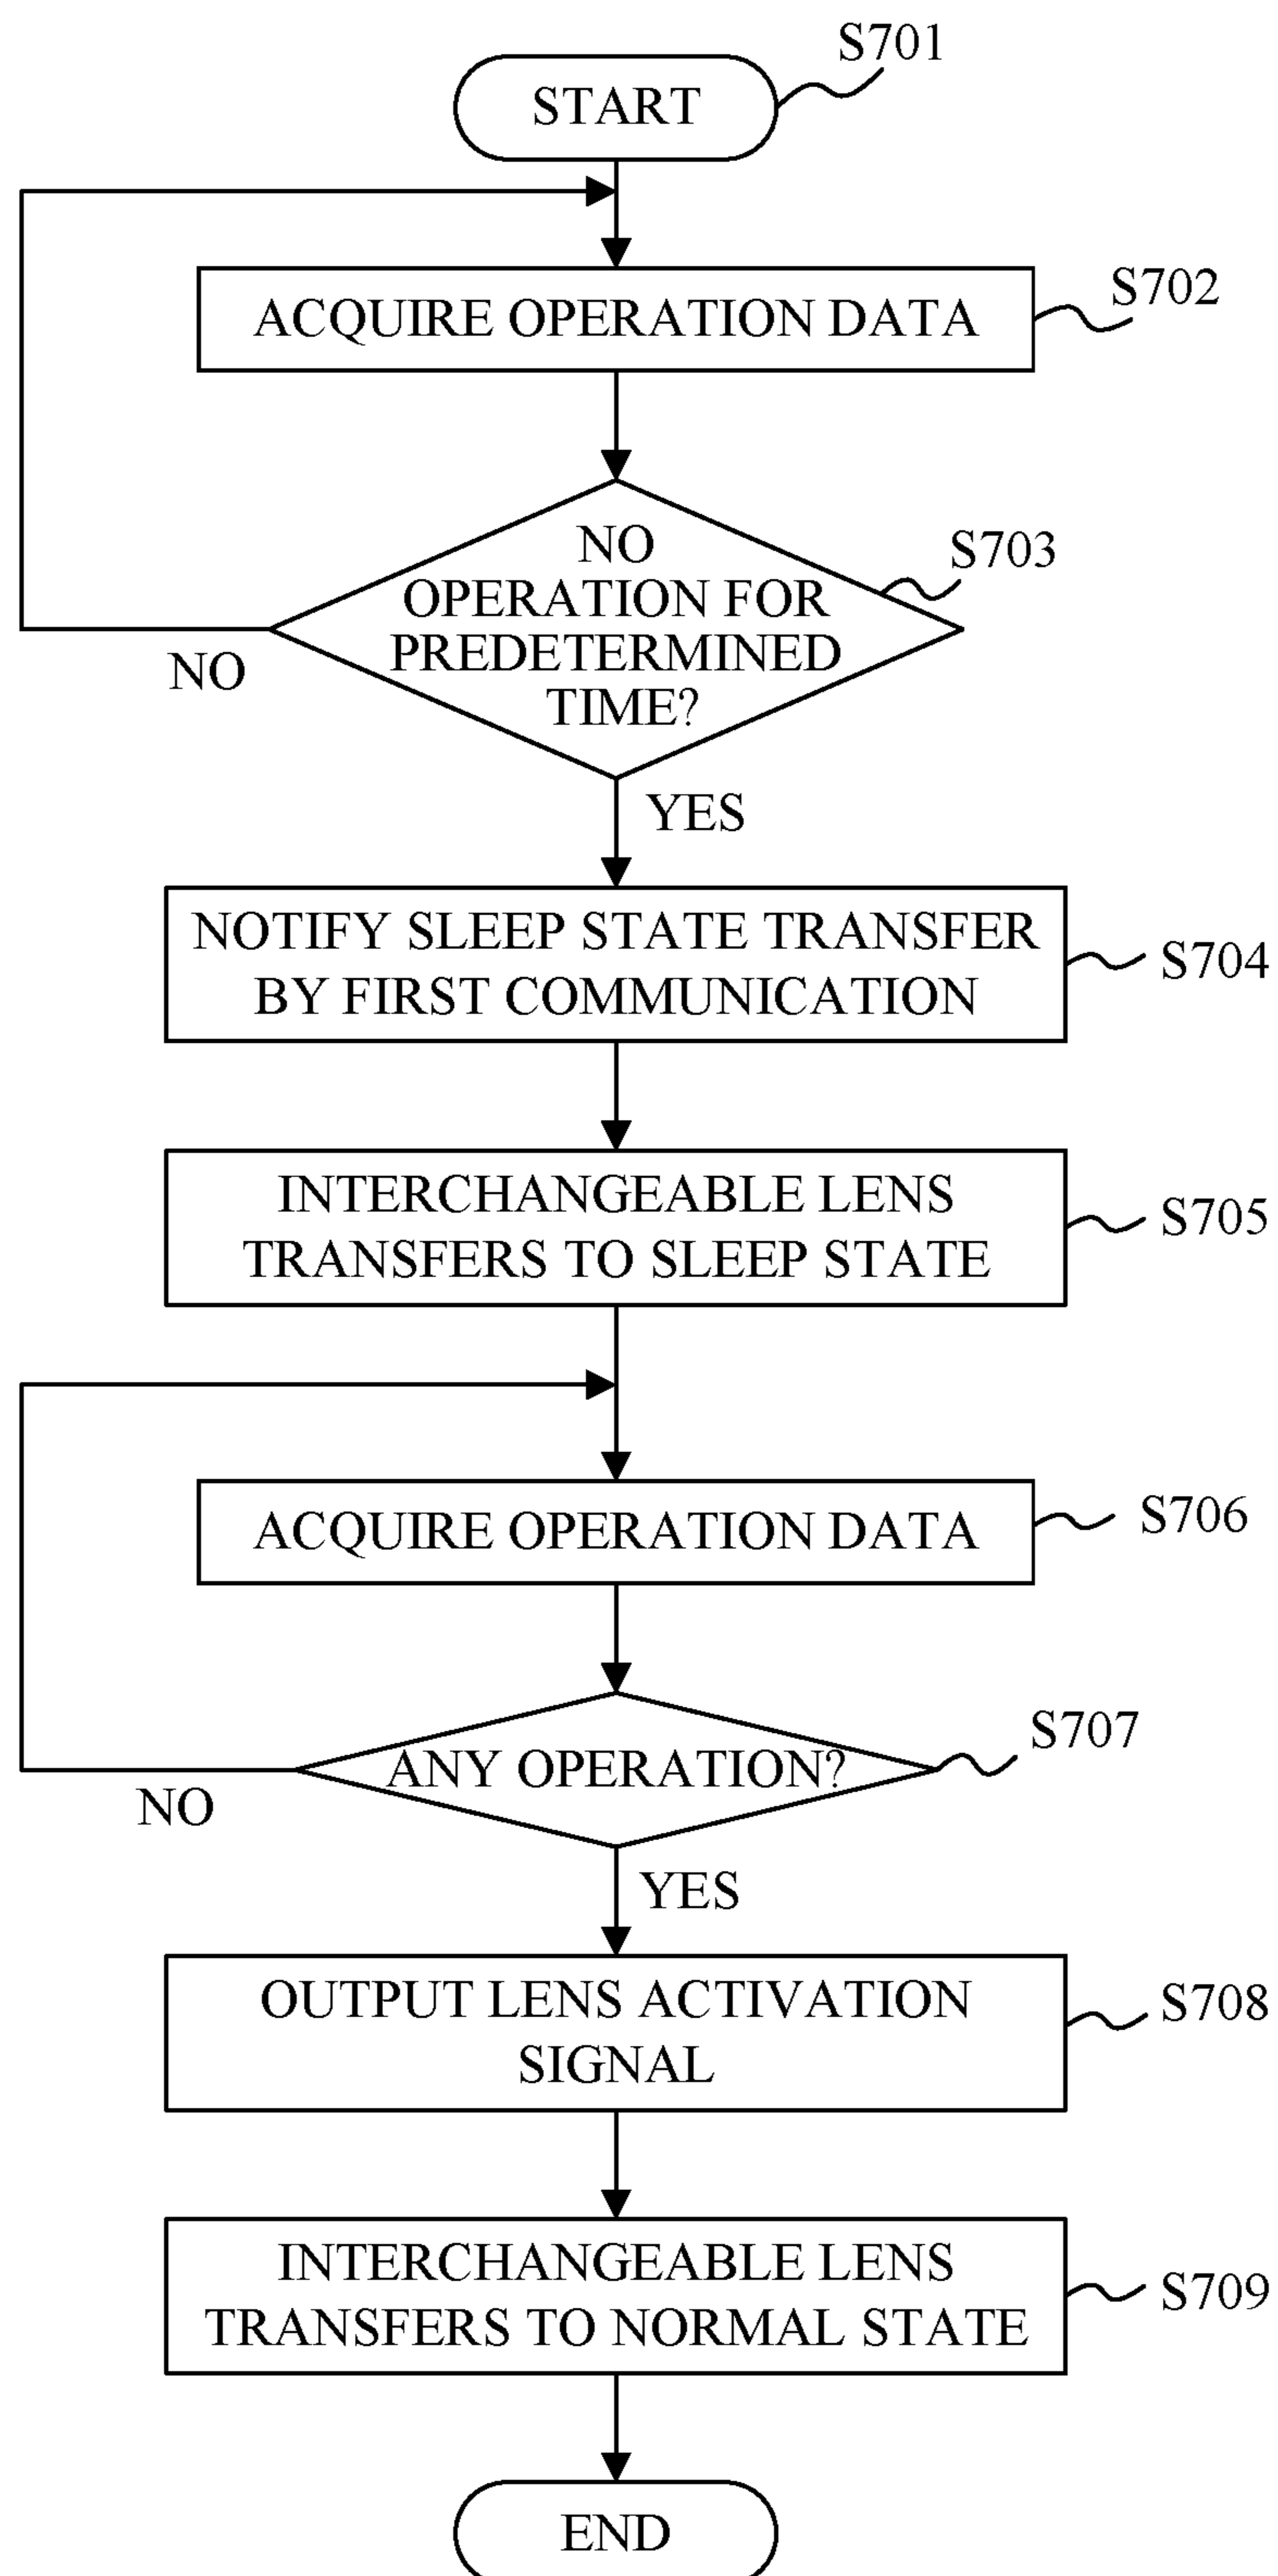 S701
START
S702
ACQUIRE OPERATION DATA
S703
NO
OPERATION FOR
PREDETERMINED
TIME?
NO
YES
NOTIFY SLEEP STATE TRANSFER
BY FIRST COMMUNICATION
S704
INTERCHANGEABLE LENS
TRANSFERS TO SLEEP STATE
S705
ACQUIRE OPERATION DATA
S706
S707
ANY OPERATION?
NO
YES
OUTPUT LENS ACTIVATION
SIGNAL
S708
INTERCHANGEABLE LENS
TRANSFERS TO NORMAL STATE
S709
END